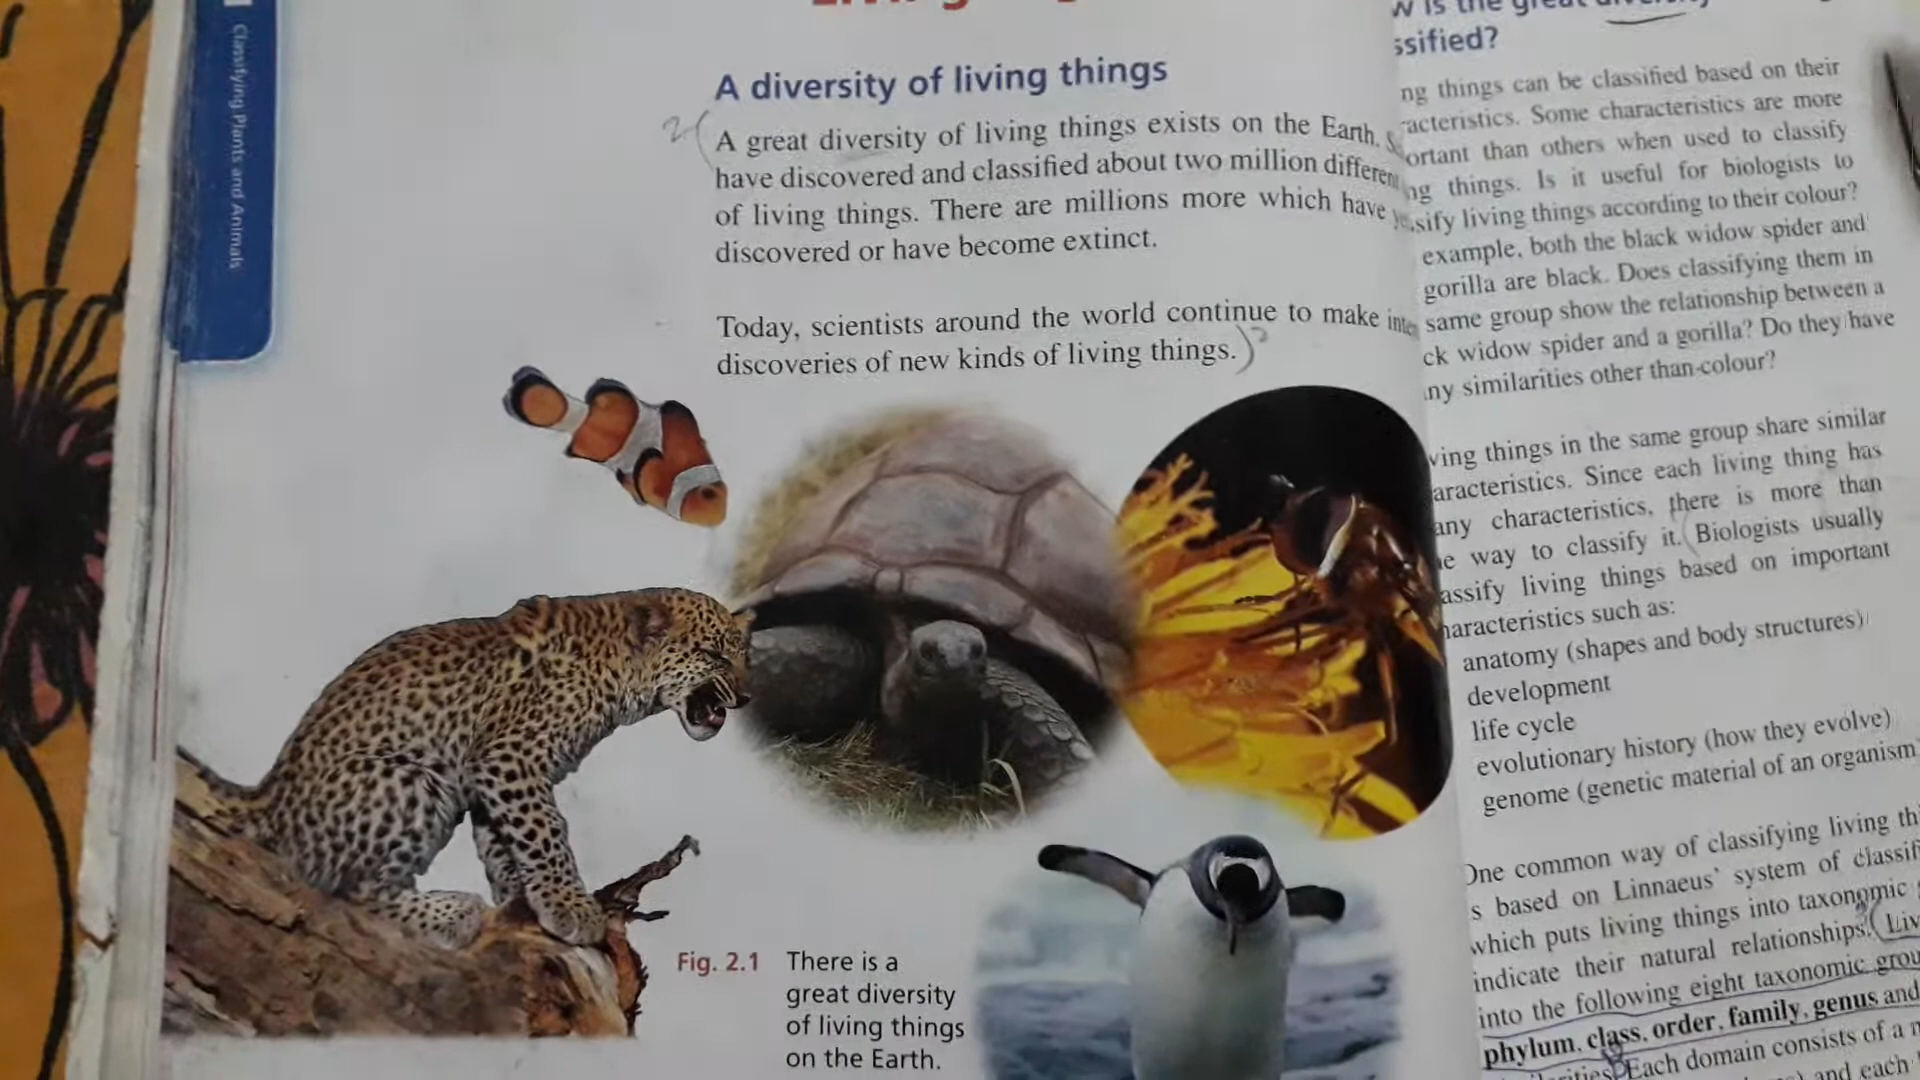 Classifying Plants and Animals
A diversity of living things
2
A great diversity of living things exists on the Earth.
have discovered and classified about two million different
of living things. There are millions more which have
discovered or have become extinct.
Today, scientists around the world continue to make
discoveries of new kinds of living things.
Fig. 2.1 There is a
great diversity
of living things
on the Earth.
is the great diversity
ssified?
ng things can be classified based on their
racteristics. Some characteristics are more
ortant than others when used to classify
ng things. Is it useful for biologists to
sify living things according to their colour?
example, both the black widow spider and
gorilla are black. Does classifying them in
same group show the relationship between a
ck widow spider and a gorilla? Do they have
ny similarities other than colour?
ving things in the same group share similar
aracteristics. Since each living thing has
any characteristics, there is more than
e way to classify it. Biologists usually
assify living things based on important
haracteristics such as:
anatomy (shapes and body structures)
development
life cycle
evolutionary history (how they evolve)
genome (genetic material of an organism
One common way of classifying living
s based on Linnaeus' system of
which puts living things into taxonomic
indicate their natural relationships.
into the following eight taxonomic
phylum, class, order, family, genus and
Each domain consists of a
and each